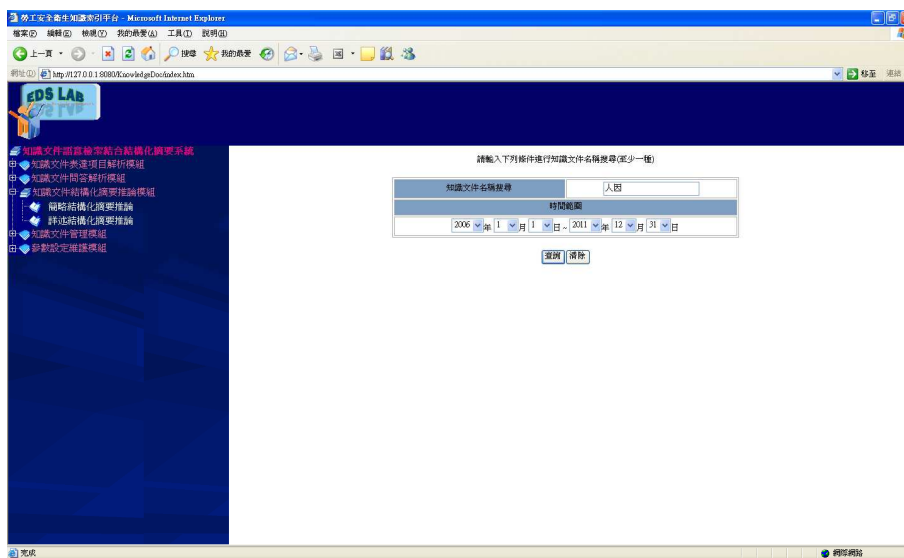 勞工安全衛生知識索引平台 - Microsoft Internet Explorer
檔案(F) 編輯(E) 檢視(V) 我的最愛(A) 工具(T) 說明(H)
上一頁 搜尋 我的最愛
網址(D) http://127.0.0.1:8080/KnowledgeDoc/index.htm 移至 連結
EDS LAB
知識文件語意檢索結合結構化摘要系統
知識文件表達項目解析模組
知識文件問答解析模組
知識文件結構化摘要推論模組
簡略結構化摘要推論
詳述結構化摘要推論
知識文件管理模組
參數設定維護模組
請輸入下列條件進行知識文件名稱搜尋(至少一種)
知識文件名稱搜尋 人因
時間範圍
2006 年 1 月 1 日 ~ 2011 年 12 月 31 日
查詢 清除
完成 網際網路